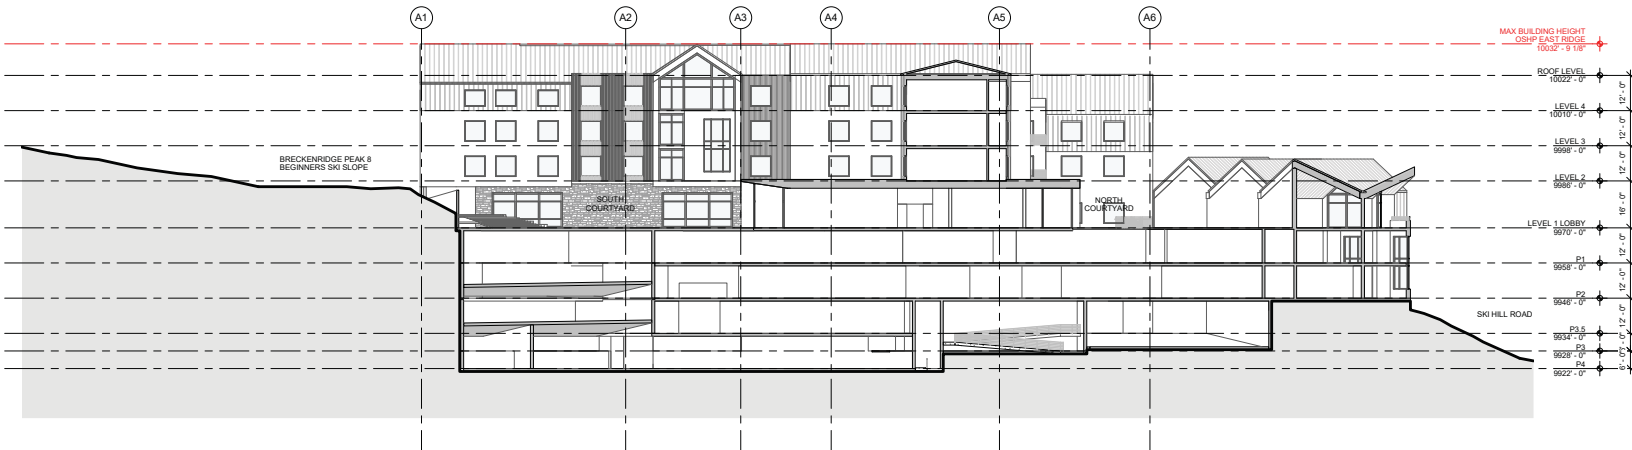 A1
A2
A3
A4
A5
A6
MAX BUILDING HEIGHT
OSHP EAST RIDGE
10032' - 9 1/8"
ROOF LEVEL
10022' - 0"
12' - 0"
LEVEL 4
10010' - 0"
12' - 0"
LEVEL 3
9998' - 0"
12' - 0"
LEVEL 2
9986' - 0"
16' - 0"
LEVEL 1 LOBBY
9970' - 0"
12' - 0"
P1
9958' - 0"
12' - 0"
P2
9946' - 0"
12' - 0"
P3.5
9934' - 0"
P3
9928' - 0"
6' - 0"
P4
9922' - 0"
BRECKENRIDGE PEAK 8
BEGINNERS SKI SLOPE
SOUTH
COURTYARD
NORTH
COURTYARD
SKI HILL ROAD